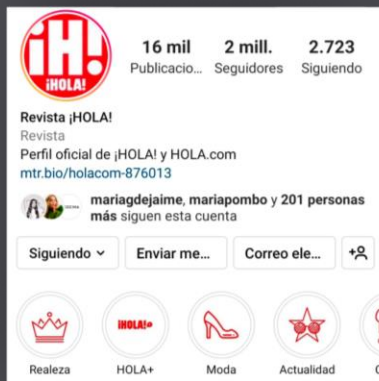 ¡H!
¡HOLA!
16 mil 2 mill. 2.723
Publicacio... Seguidores Siguiendo
Revista ¡HOLA!
Revista
Perfil oficial de ¡HOLA! y HOLA.com
mtr.bio/holacom-876013
mariagdejaime, mariapombo y 201 personas
más siguen esta cuenta
Siguiendo Enviar me... Correo ele...
¡HOLA!+
Realeza HOLA+ Moda Actualidad